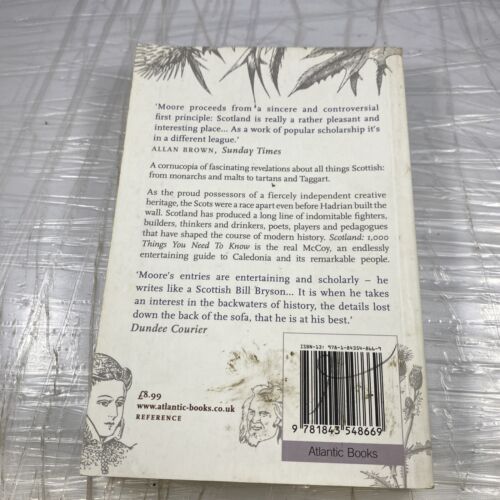 'Moore proceeds from a sincere and controversial
first principle: Scotland is really a rather pleasant and
interesting place... As a work of popular scholarship it's
in a different league.'
ALLAN BROWN, Sunday Times
A cornucopia of fascinating revelations about all things Scottish:
from monarchs and malts to tartans and Taggart.
As the proud possessors of a fiercely independent creative
heritage, the Scots were a race apart even before Hadrian built the
wall. Scotland has produced a long line of indomitable fighters,
builders, thinkers and drinkers, poets, players and pedagogues
that have shaped the course of modern history. Scotland: 1,000
Things You Need To Know is the real McCoy, an endlessly
entertaining guide to Caledonia and its remarkable people.
'Moore's entries are entertaining and scholarly – he
writes like a Scottish Bill Bryson... It is when he takes
an interest in the backwaters of history, the details lost
down the back of the sofa, that he is at his best.'
Dundee Courier
ISBN-13: 978-1-84354-866-9
£8.99
www.atlantic-books.co.uk
REFERENCE
9 781843 548669
Atlantic Books